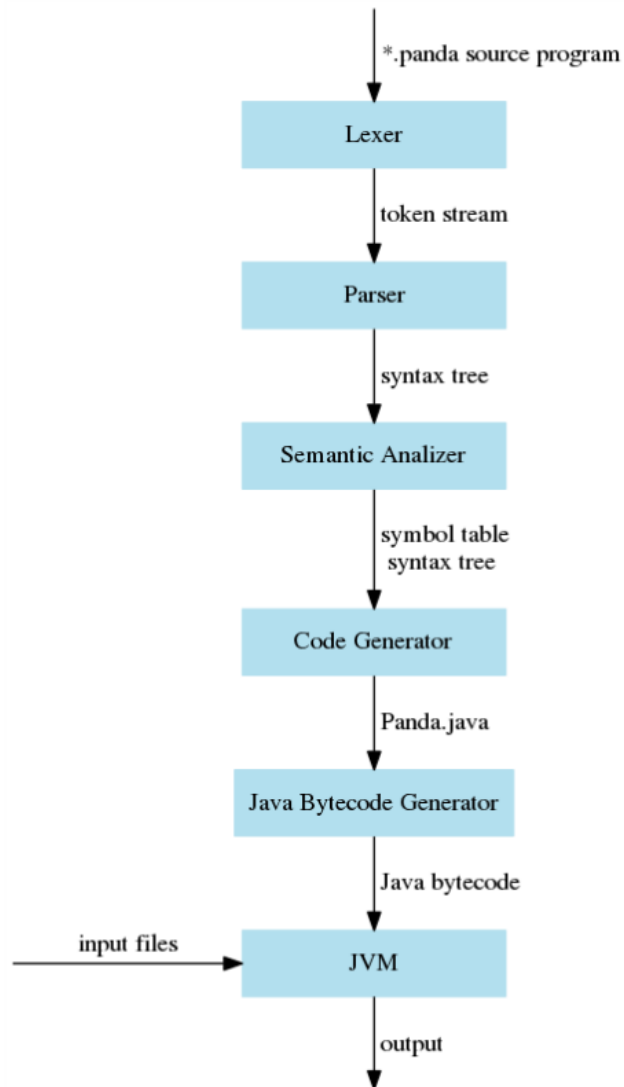 *.panda source program
Lexer
token stream
Parser
syntax tree
Semantic Analizer
symbol table
syntax tree
Code Generator
Panda.java
Java Bytecode Generator
Java bytecode
input files
JVM
output